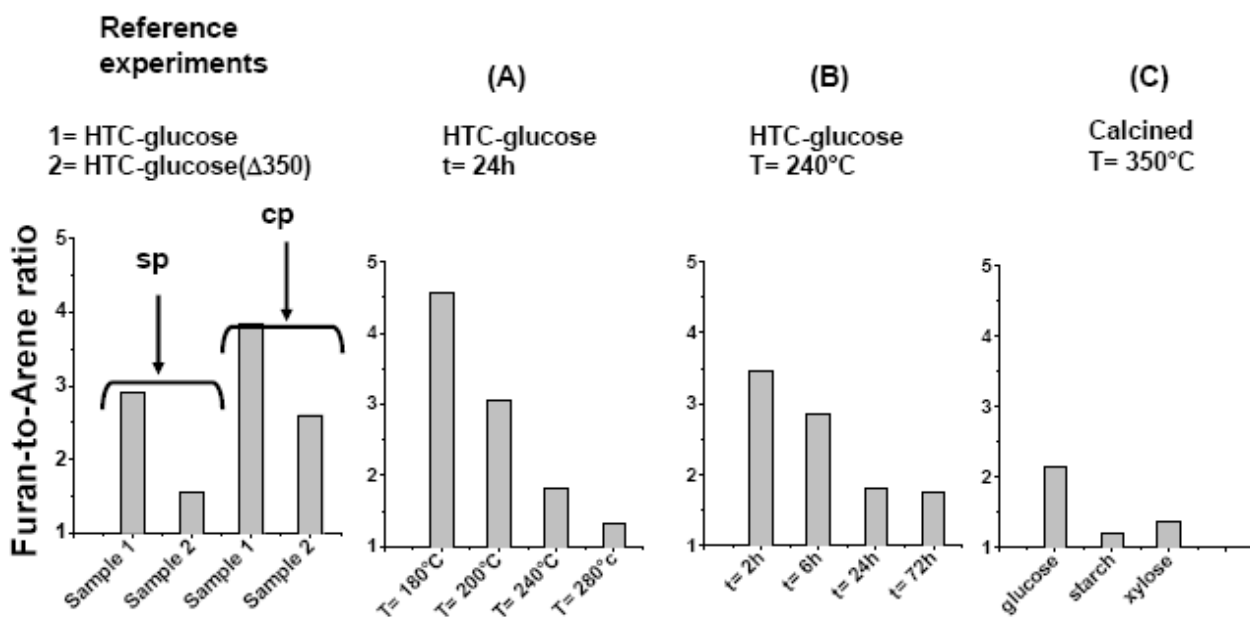 Reference
experiments
1= HTC-glucose
2= HTC-glucose(Δ350)
(A)
HTC-glucose
t= 24h
(B)
HTC-glucose
T= 240°C
(C)
Calcined
T= 350°C
Furan-to-Arene ratio
sp
cp
5
4
3
2
1
Sample 1
Sample 2
Sample 1
Sample 2
5
4
3
2
1
T= 180°C
T= 200°C
T= 240°C
T= 280°c
5
4
3
2
1
t= 2h
t= 6h
t= 24h
t= 72h
5
4
3
2
1
glucose
starch
xylose